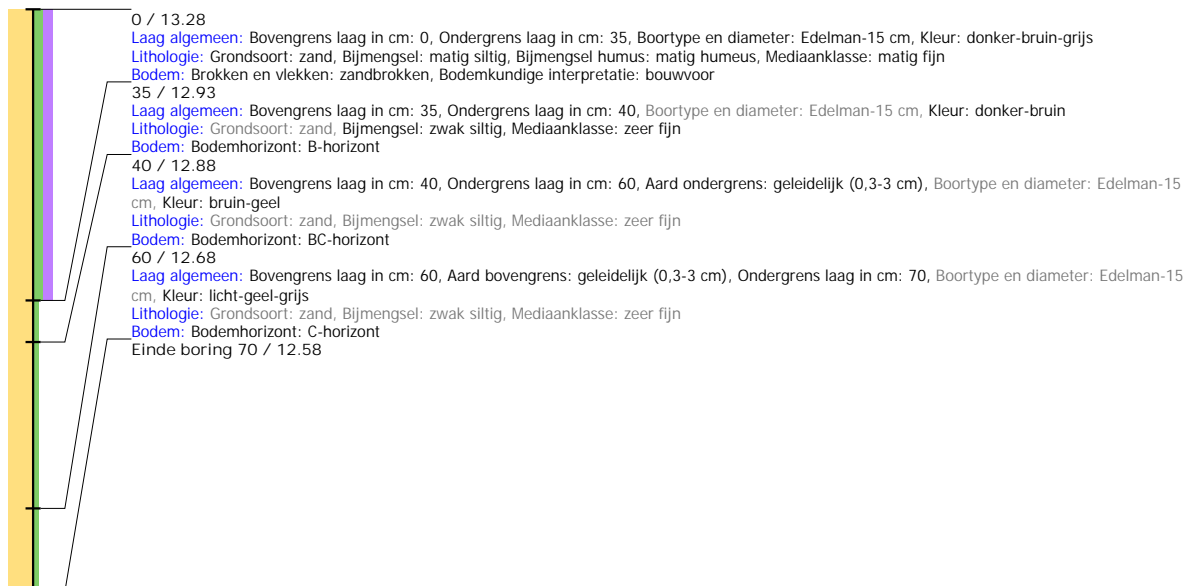 0 / 13.28
Laag algemeen: Bovengrens laag in cm: 0, Ondergrens laag in cm: 35, Boortype en diameter: Edelman-15 cm, Kleur: donker-bruin-grijs
Lithologie: Grondsoort: zand, Bijmengsel: matig siltig, Bijmengsel humus: matig humeus, Mediaanklasse: matig fijn
Bodem: Brokken en vlekken: zandbrokken, Bodemkundige interpretatie: bouwvoor
35 / 12.93
Laag algemeen: Bovengrens laag in cm: 35, Ondergrens laag in cm: 40, Boortype en diameter: Edelman-15 cm, Kleur: donker-bruin
Lithologie: Grondsoort: zand, Bijmengsel: zwak siltig, Mediaanklasse: zeer fijn
Bodem: Bodemhorizont: B-horizont
40 / 12.88
Laag algemeen: Bovengrens laag in cm: 40, Ondergrens laag in cm: 60, Aard ondergrens: geleidelijk (0,3-3 cm), Boortype en diameter: Edelman-15
cm, Kleur: bruin-geel
Lithologie: Grondsoort: zand, Bijmengsel: zwak siltig, Mediaanklasse: zeer fijn
Bodem: Bodemhorizont: BC-horizont
60 / 12.68
Laag algemeen: Bovengrens laag in cm: 60, Aard bovengrens: geleidelijk (0,3-3 cm), Ondergrens laag in cm: 70, Boortype en diameter: Edelman-15
cm, Kleur: licht-geel-grijs
Lithologie: Grondsoort: zand, Bijmengsel: zwak siltig, Mediaanklasse: zeer fijn
Bodem: Bodemhorizont: C-horizont
Einde boring 70 / 12.58